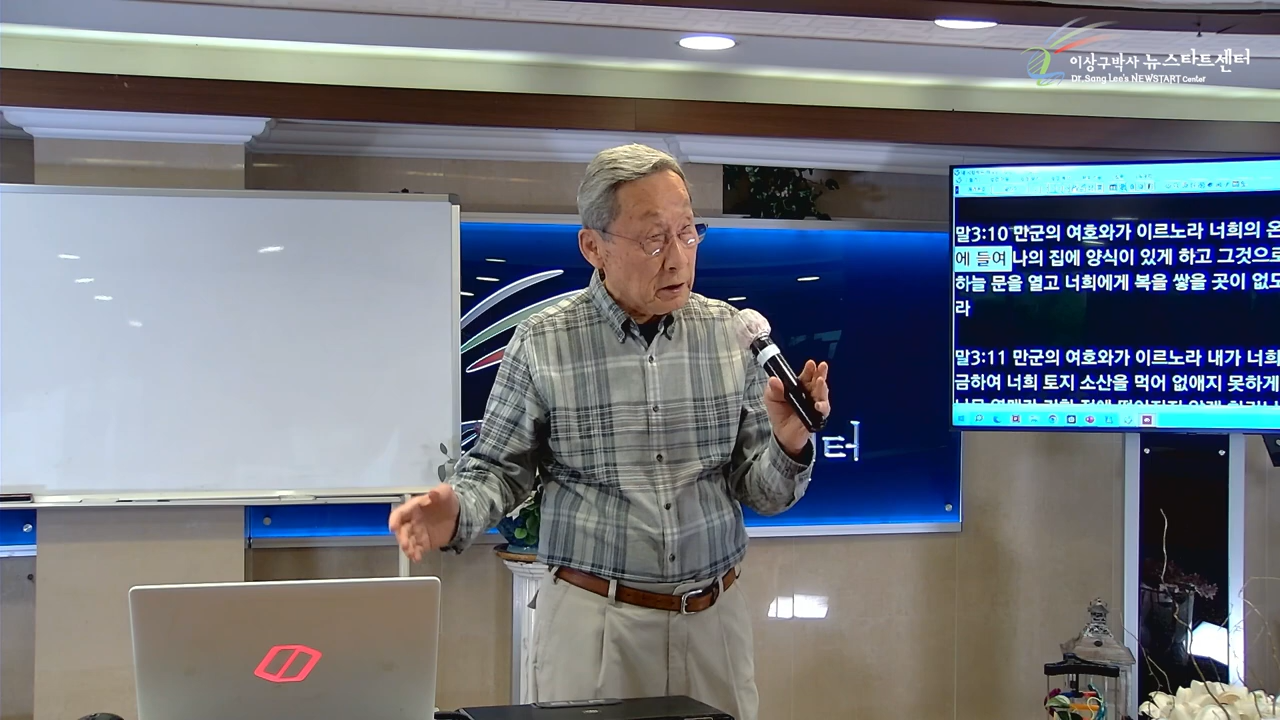 이상구박사 뉴스타트센터
Dr. Sang Lee's NEWSTART Center
말3:10 만군의 여호와가 이르노라 너희의 온
에 들여 나의 집에 양식이 있게 하고 그것으로
하늘 문을 열고 너희에게 복을 쌓을 곳이 없도
라
말3:11 만군의 여호와가 이르노라 내가 너희
금하여 너희 토지 소산을 먹어 없애지 못하게
터